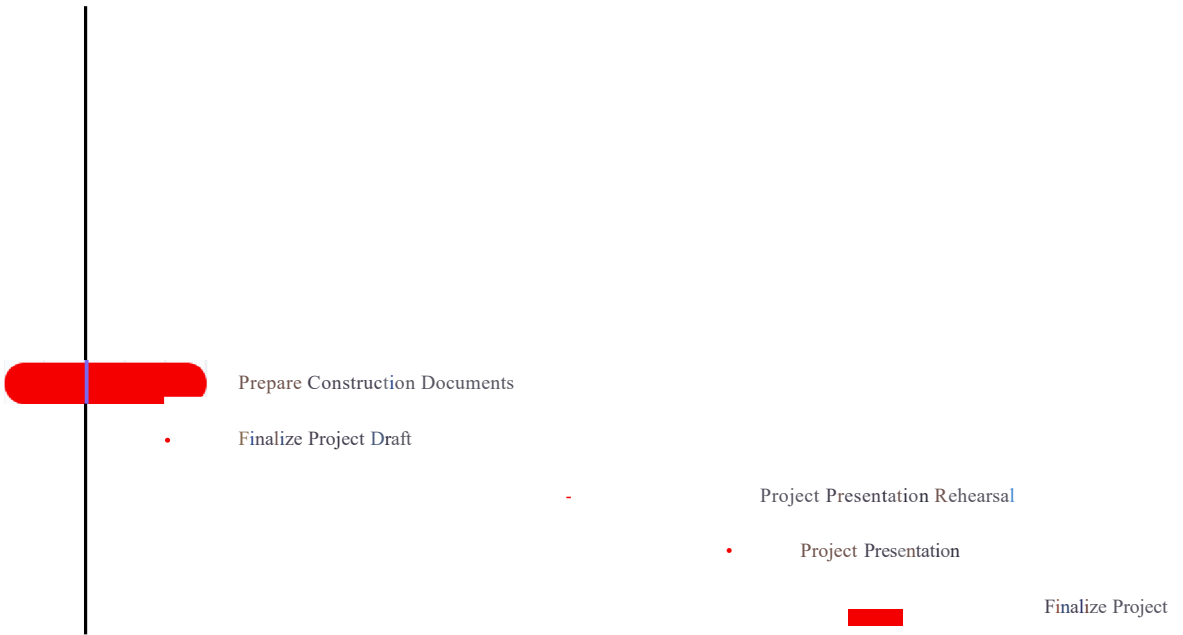 Prepare Construction Documents
Finalize Project Draft
Project Presentation Rehearsal
Project Presentation
Finalize Project